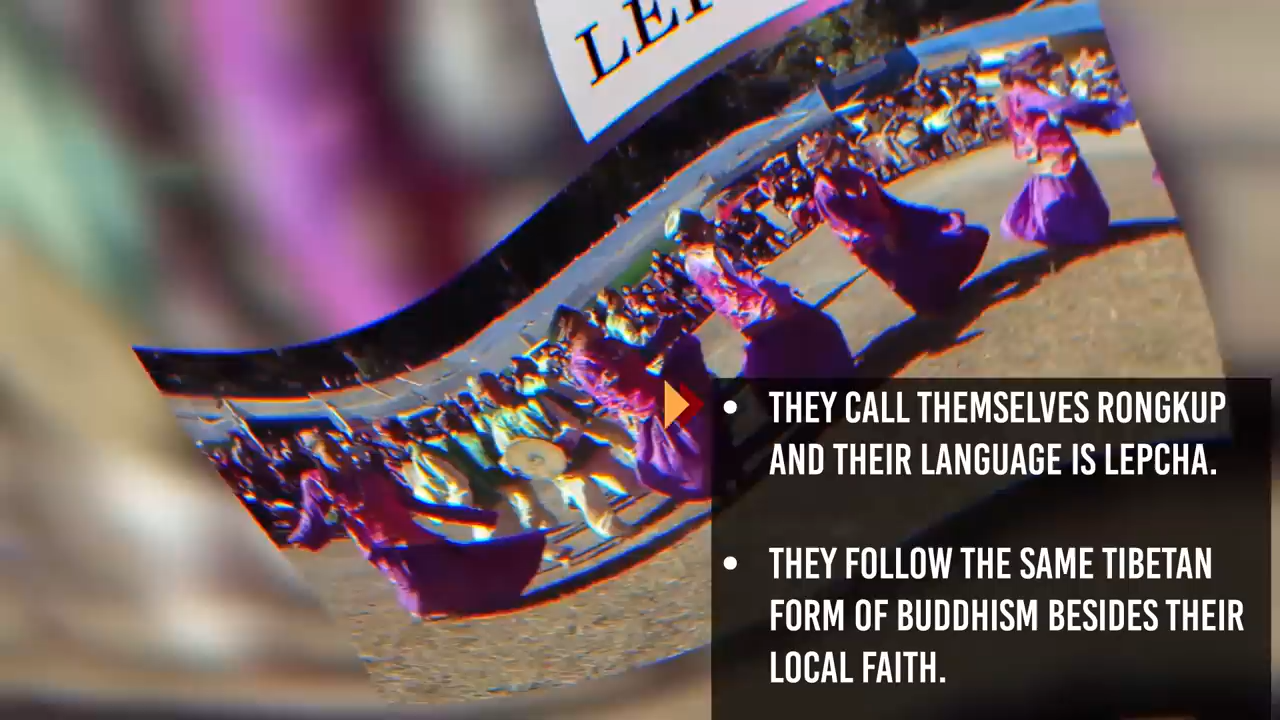 THEY CALL THEMSELVES RONGKUP
AND THEIR LANGUAGE IS LEPCHA.
THEY FOLLOW THE SAME TIBETAN
FORM OF BUDDHISM BESIDES THEIR
LOCAL FAITH.